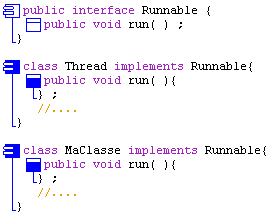 public interface Runnable {
public void run( ) ;
}
class Thread implements Runnable{
public void run( ){
} ;
//....
}
class MaClasse implements Runnable{
public void run( ){
} ;
//....
}